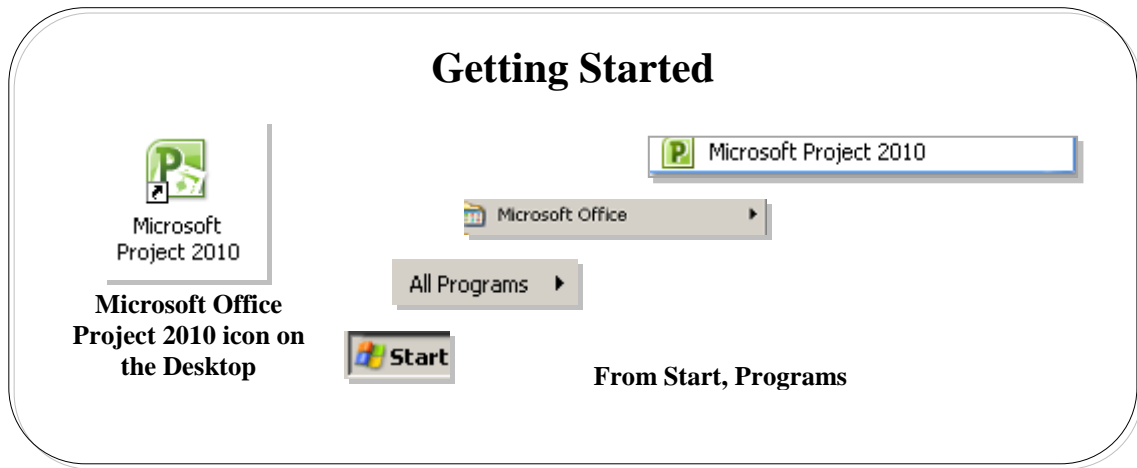 Getting Started
Microsoft
Project 2010
Microsoft Office
Project 2010 icon on
the Desktop
Microsoft Project 2010
Microsoft Office
All Programs
Start
From Start, Programs